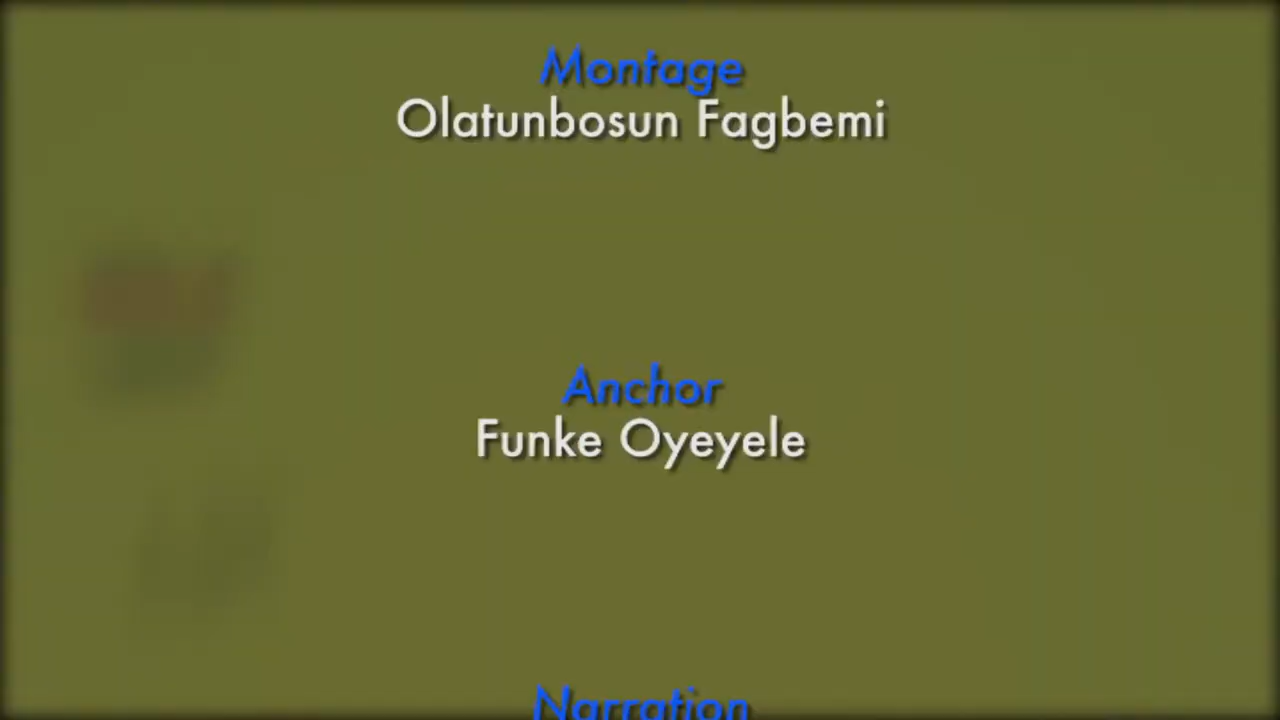 Montage
Olatunbosun Fagbemi
Anchor
Funke Oyeyele
Narration